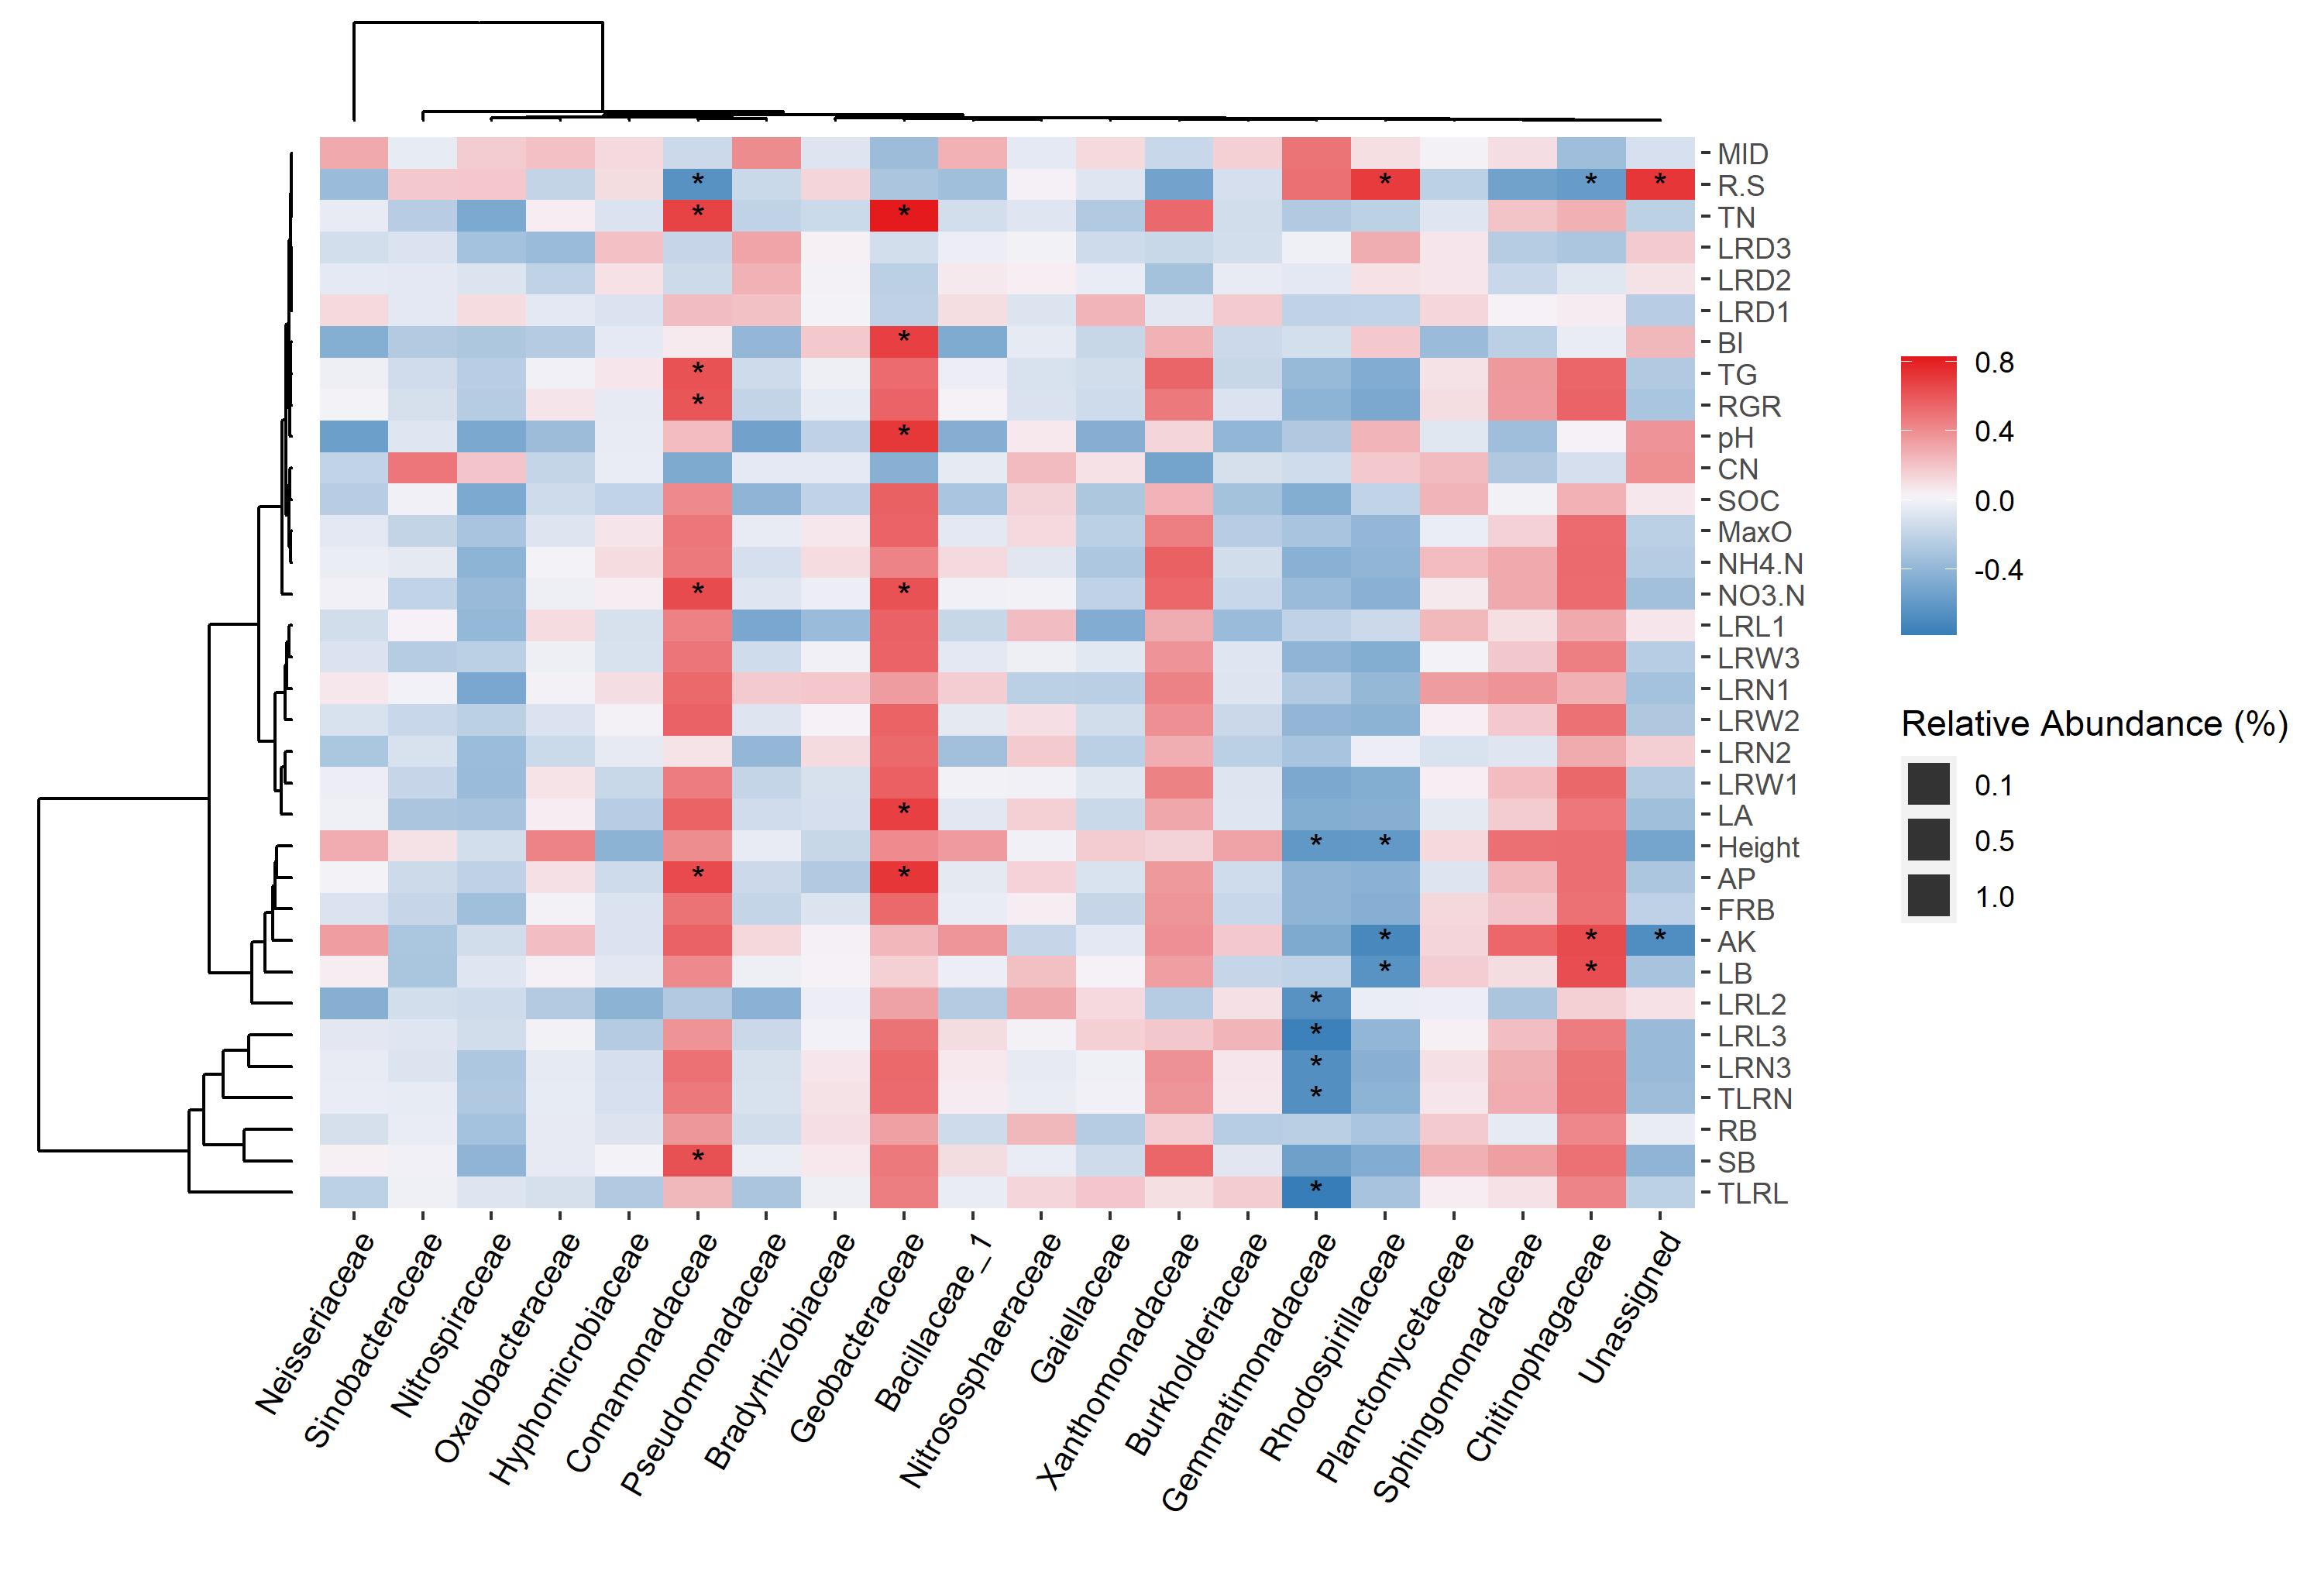 MID
R.S
TN
LRD3
LRD2
LRD1
BI
TG
RGR
pH
CN
SOC
MaxO
NH4.N
NO3.N
LRL1
LRW3
LRN1
LRW2
LRN2
LRW1
LA
Height
AP
FRB
AK
LB
LRL2
LRL3
LRN3
TLRN
RB
SB
TLRL
0.8
0.4
0.0
-0.4
Relative Abundance (%)
0.1
0.5
1.0
Neisseriaceae
Sinobacteraceae
Nitrospiraceae
Oxalobacteraceae
Hyphomicrobiaceae
Comamonadaceae
Pseudomonadaceae
Bradyrhizobiaceae
Geobacteraceae
Bacillaceae_1
Nitrososphaeraceae
Gaiellaceae
Xanthomonadaceae
Burkholderiaceae
Gemmatimonadaceae
Rhodospirillaceae
Planctomycetaceae
Sphingomonadaceae
Chitinophagaceae
Unassigned